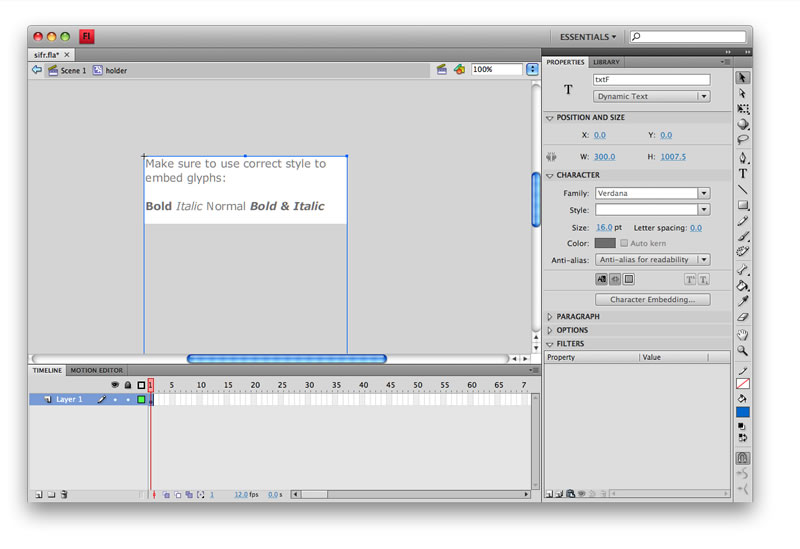 Fl
ESSENTIALS
sifr.fla*
Scene 1 holder
100%
Make sure to use correct style to
embed glyphs:
Bold Italic Normal Bold & Italic
PROPERTIES LIBRARY
T
txtF
Dynamic Text
POSITION AND SIZE
X: 0.0 Y: 0.0
W: 300.0 H: 1007.5
CHARACTER
Family: Verdana
Style:
Size: 16.0 pt Letter spacing: 0.0
Color: Auto kern
Anti-alias: Anti-alias for readability
Character Embedding...
PARAGRAPH
OPTIONS
FILTERS
Property Value
TIMELINE MOTION EDITOR
1 5 10 15 20 25 30 35 40 45 50 55 60 65 7
Layer 1
1 12.0 fps 0.0 s